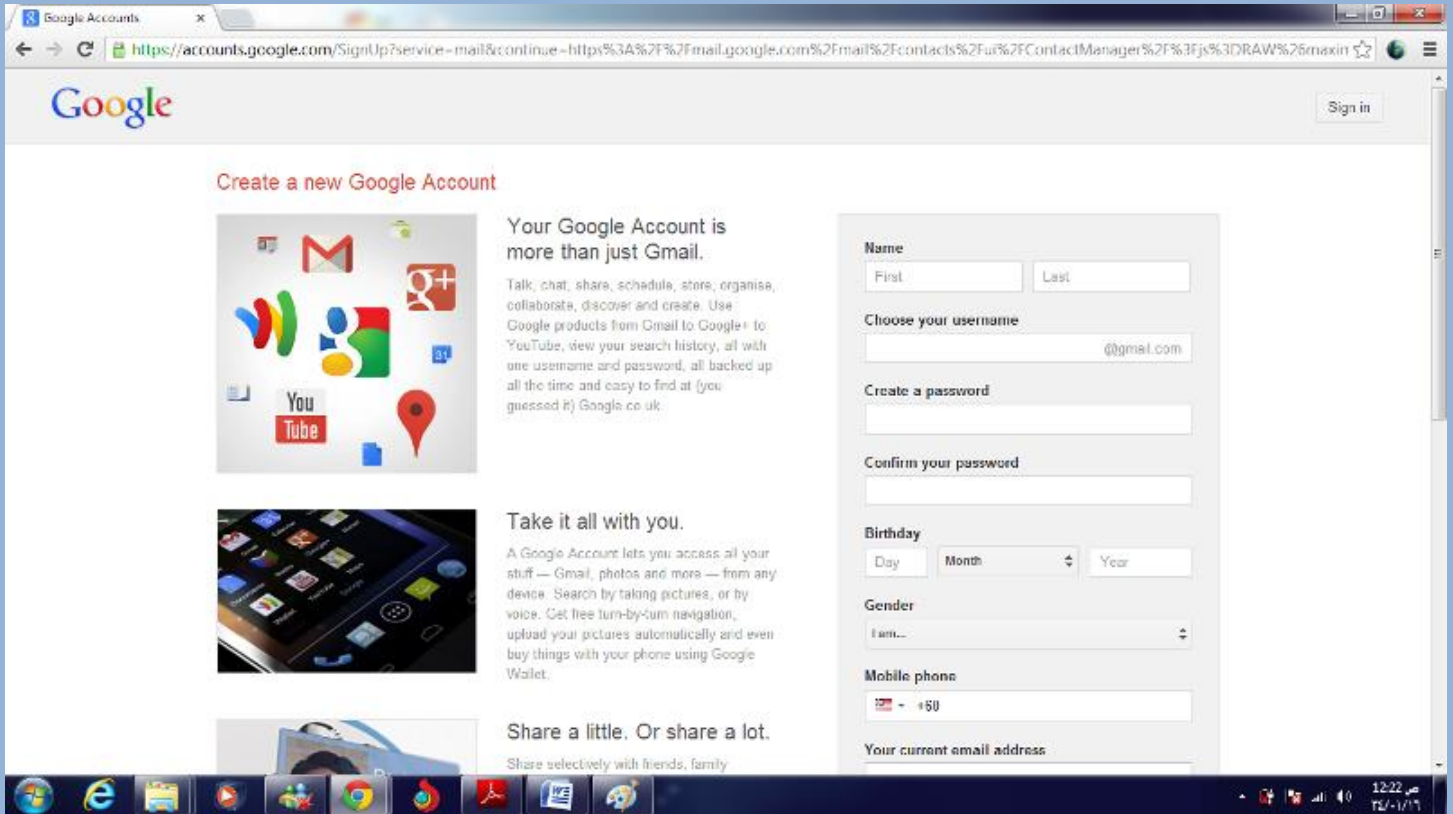 Google Accounts
https://accounts.google.com/SignUp?service=mail&continue=https%3A%2F%2Fmail.google.com%2Fmail%2Fcontacts%2Fui%2FContactManager%2F%3Fjs%3DRAW%26maxin
Google
Sign in
Create a new Google Account
Your Google Account is
more than just Gmail.
Talk, chat, share, schedule, store, organise,
collaborate, discover and create. Use
Google products from Gmail to Google+ to
YouTube, view your search history, all with
one username and password, all backed up
all the time and easy to find at (you
guessed it) Google.co.uk.
g+
31
You
Tube
Take it all with you.
A Google Account lets you access all your
stuff — Gmail, photos and more — from any
device. Search by taking pictures, or by
voice. Get free turn-by-turn navigation,
upload your pictures automatically and even
buy things with your phone using Google
Wallet.
Share a little. Or share a lot.
Share selectively with friends, family
Name
First Last
Choose your username
@gmail.com
Create a password
Confirm your password
Birthday
Day Month Year
Gender
I am...
Mobile phone
+60
Your current email address
12:22 ص